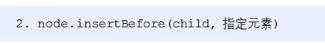 2. node.insertBefore(child, 指定元素)